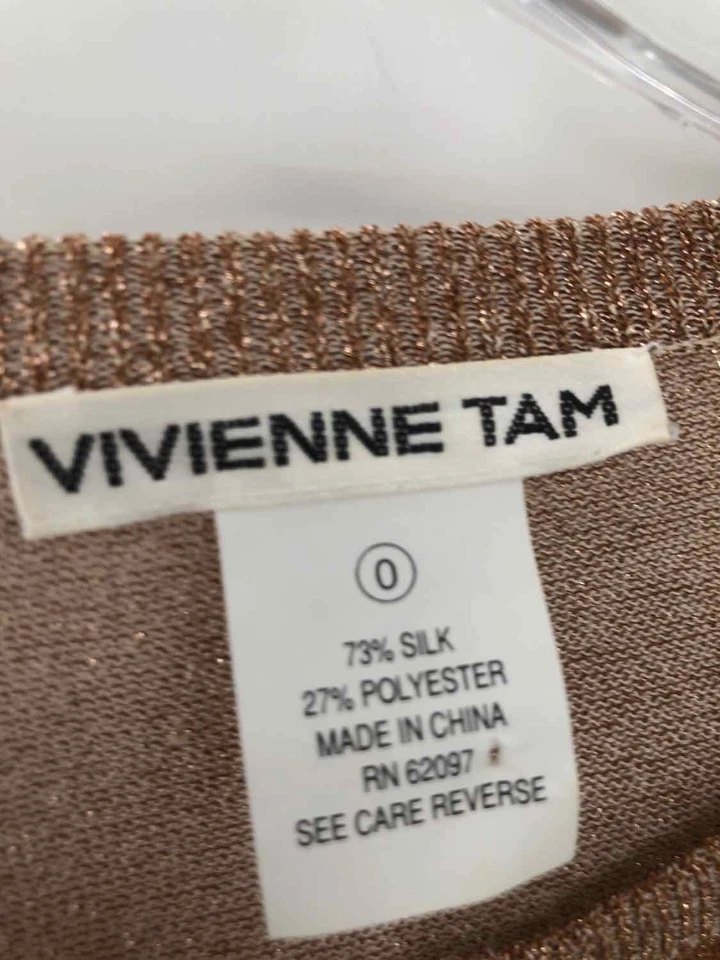 VIVIENNE TAM
0
73% SILK
27% POLYESTER
MADE IN CHINA
RN 62097
SEE CARE REVERSE